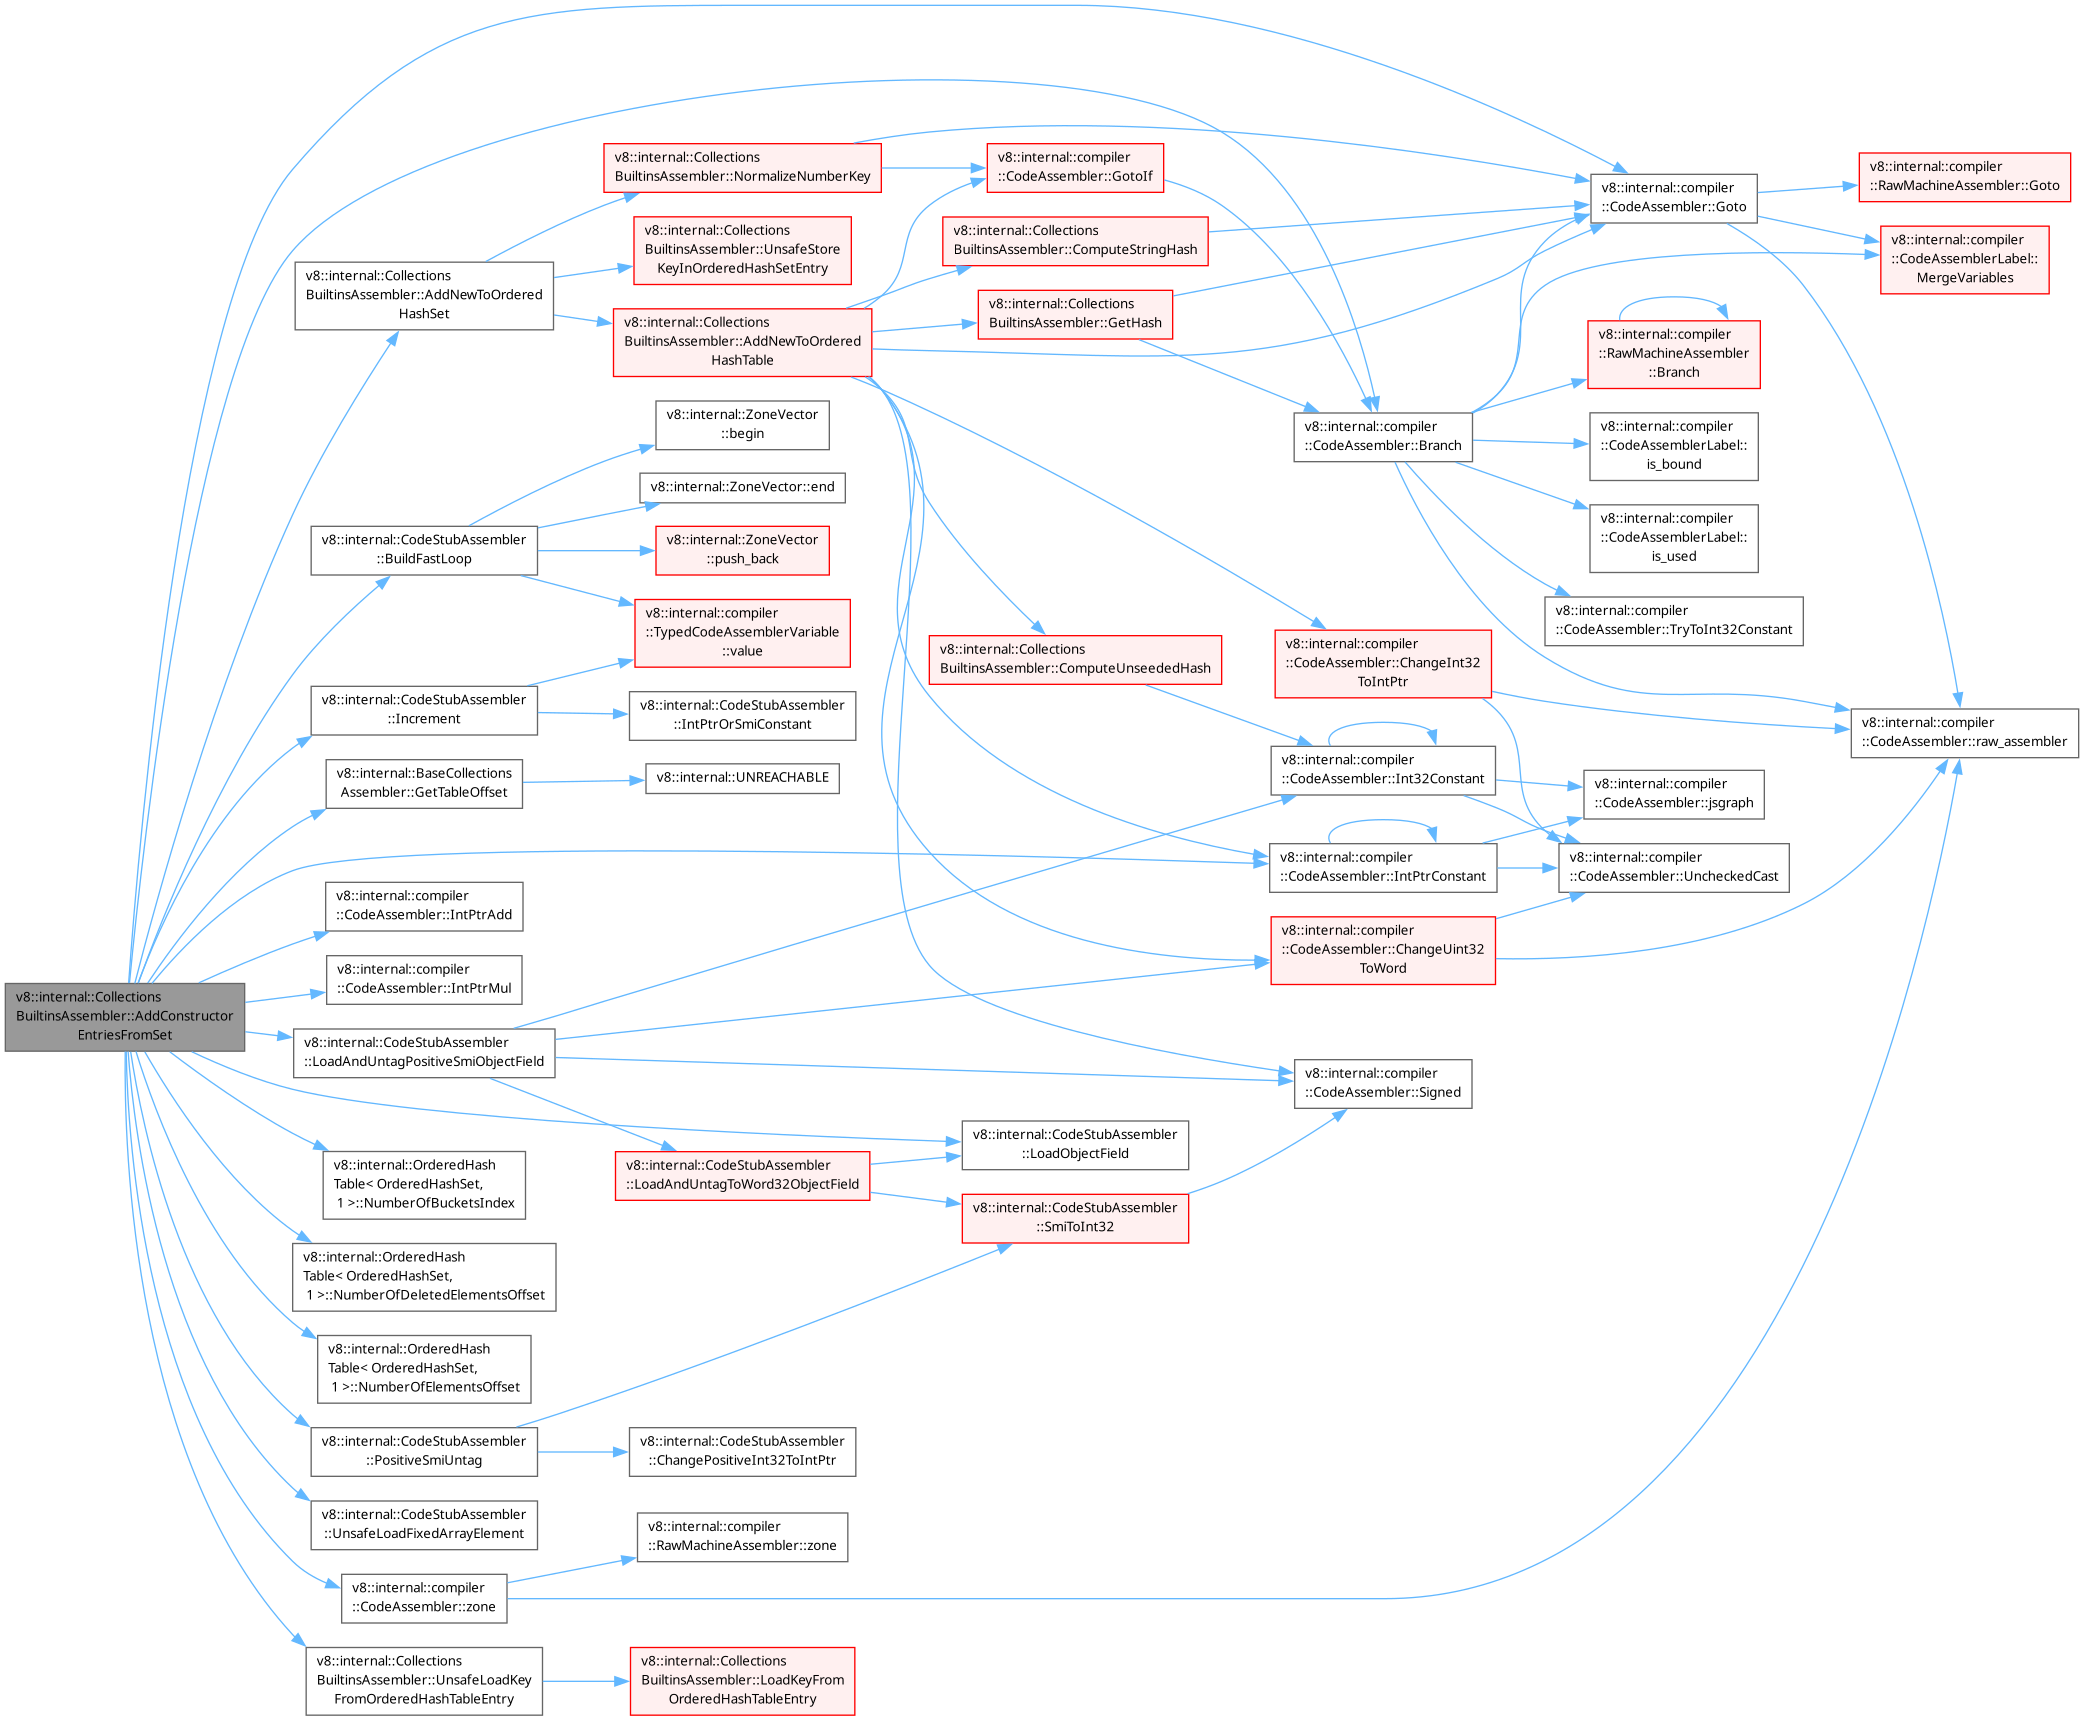 v8::internal::Collections
BuiltinsAssembler::AddConstructor
EntriesFromSet
v8::internal::Collections
BuiltinsAssembler::AddNewToOrdered
HashSet
v8::internal::CodeStubAssembler
::BuildFastLoop
v8::internal::CodeStubAssembler
::Increment
v8::internal::BaseCollections
Assembler::GetTableOffset
v8::internal::compiler
::CodeAssembler::IntPtrAdd
v8::internal::compiler
::CodeAssembler::IntPtrMul
v8::internal::CodeStubAssembler
::LoadAndUntagPositiveSmiObjectField
v8::internal::OrderedHash
Table< OrderedHashSet,
1 >::NumberOfBucketsIndex
v8::internal::OrderedHash
Table< OrderedHashSet,
1 >::NumberOfDeletedElementsOffset
v8::internal::OrderedHash
Table< OrderedHashSet,
1 >::NumberOfElementsOffset
v8::internal::CodeStubAssembler
::PositiveSmiUntag
v8::internal::CodeStubAssembler
::UnsafeLoadFixedArrayElement
v8::internal::compiler
::CodeAssembler::zone
v8::internal::Collections
BuiltinsAssembler::UnsafeLoadKey
FromOrderedHashTableEntry
v8::internal::Collections
BuiltinsAssembler::NormalizeNumberKey
v8::internal::Collections
BuiltinsAssembler::UnsafeStore
KeyInOrderedHashSetEntry
v8::internal::Collections
BuiltinsAssembler::AddNewToOrdered
HashTable
v8::internal::ZoneVector
::begin
v8::internal::ZoneVector::end
v8::internal::ZoneVector
::push_back
v8::internal::compiler
::TypedCodeAssemblerVariable
::value
v8::internal::CodeStubAssembler
::IntPtrOrSmiConstant
v8::internal::UNREACHABLE
v8::internal::CodeStubAssembler
::LoadAndUntagToWord32ObjectField
v8::internal::CodeStubAssembler
::ChangePositiveInt32ToIntPtr
v8::internal::compiler
::RawMachineAssembler::zone
v8::internal::Collections
BuiltinsAssembler::LoadKeyFrom
OrderedHashTableEntry
v8::internal::compiler
::CodeAssembler::GotoIf
v8::internal::Collections
BuiltinsAssembler::ComputeStringHash
v8::internal::Collections
BuiltinsAssembler::GetHash
v8::internal::Collections
BuiltinsAssembler::ComputeUnseededHash
v8::internal::CodeStubAssembler
::LoadObjectField
v8::internal::CodeStubAssembler
::SmiToInt32
v8::internal::compiler
::CodeAssembler::Branch
v8::internal::compiler
::CodeAssembler::ChangeInt32
ToIntPtr
v8::internal::compiler
::CodeAssembler::Int32Constant
v8::internal::compiler
::CodeAssembler::IntPtrConstant
v8::internal::compiler
::CodeAssembler::ChangeUint32
ToWord
v8::internal::compiler
::CodeAssembler::Signed
v8::internal::compiler
::CodeAssembler::Goto
v8::internal::compiler
::RawMachineAssembler
::Branch
v8::internal::compiler
::CodeAssemblerLabel::
is_bound
v8::internal::compiler
::CodeAssemblerLabel::
is_used
v8::internal::compiler
::CodeAssembler::TryToInt32Constant
v8::internal::compiler
::CodeAssembler::jsgraph
v8::internal::compiler
::CodeAssembler::UncheckedCast
v8::internal::compiler
::RawMachineAssembler::Goto
v8::internal::compiler
::CodeAssemblerLabel::
MergeVariables
v8::internal::compiler
::CodeAssembler::raw_assembler